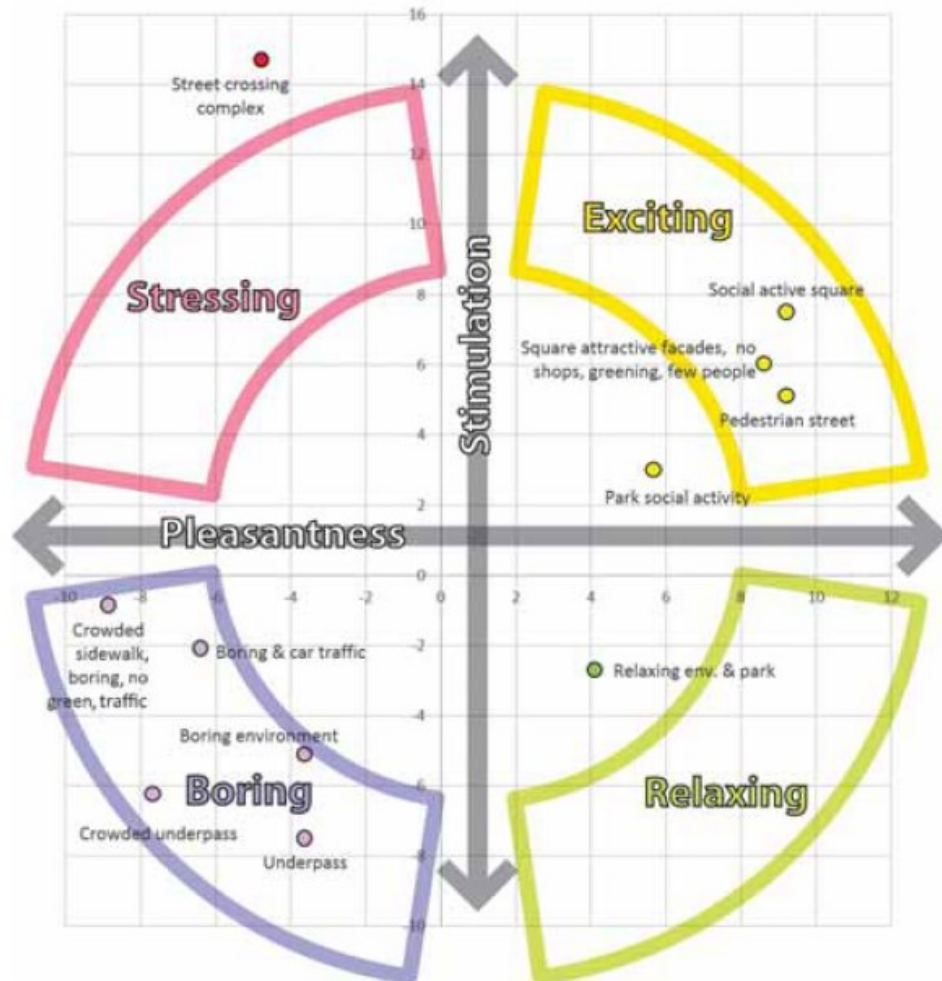 16
Street crossing
complex
14
12
10
Exciting
Stimulation
Stressing
8
Social active square
Square attractive facades, no
shops, greening, few people
6
Pedestrian street
4
Park social activity
2
Pleasantness
0
-10 -8 -6 -4 -2 0 2 4 6 8 10 12
Crowded
sidewalk,
boring, no
green, traffic
-2
Boring & car traffic
Relaxing env. & park
-4
Boring environment
-6
Boring
Relaxing
Crowded underpass
-8
Underpass
-10